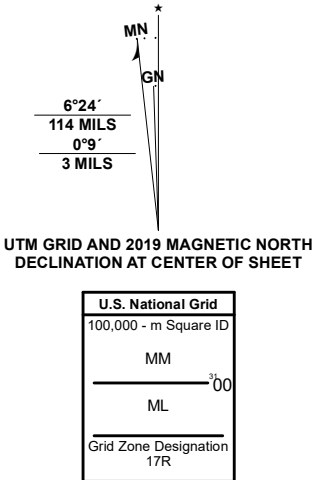 ★
MN
GN
6°24´
114 MILS
0°9´
3 MILS
UTM GRID AND 2019 MAGNETIC NORTH
DECLINATION AT CENTER OF SHEET
U.S. National Grid
100,000 - m Square ID
MM
³¹00
ML
Grid Zone Designation
17R